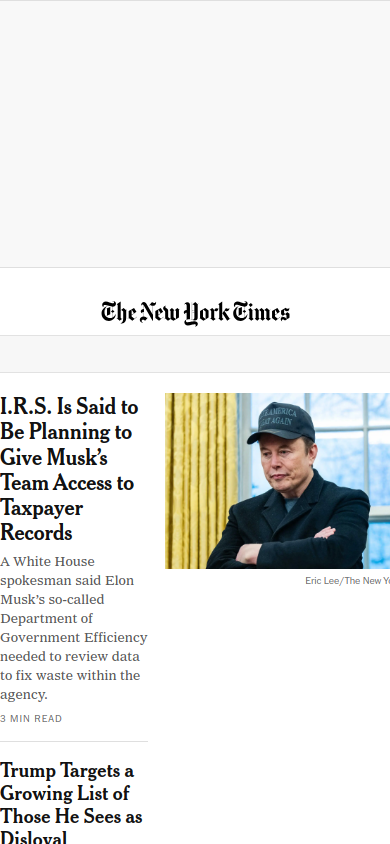 The New York Times
I.R.S. Is Said to
Be Planning to
Give Musk’s
Team Access to
Taxpayer
Records
A White House
spokesman said Elon
Musk’s so-called
Department of
Government Efficiency
needed to review data
to fix waste within the
agency.
3 MIN READ
AMERICA
AGAIN
Eric Lee/The New Yo
Trump Targets a
Growing List of
Those He Sees as
Disloyal